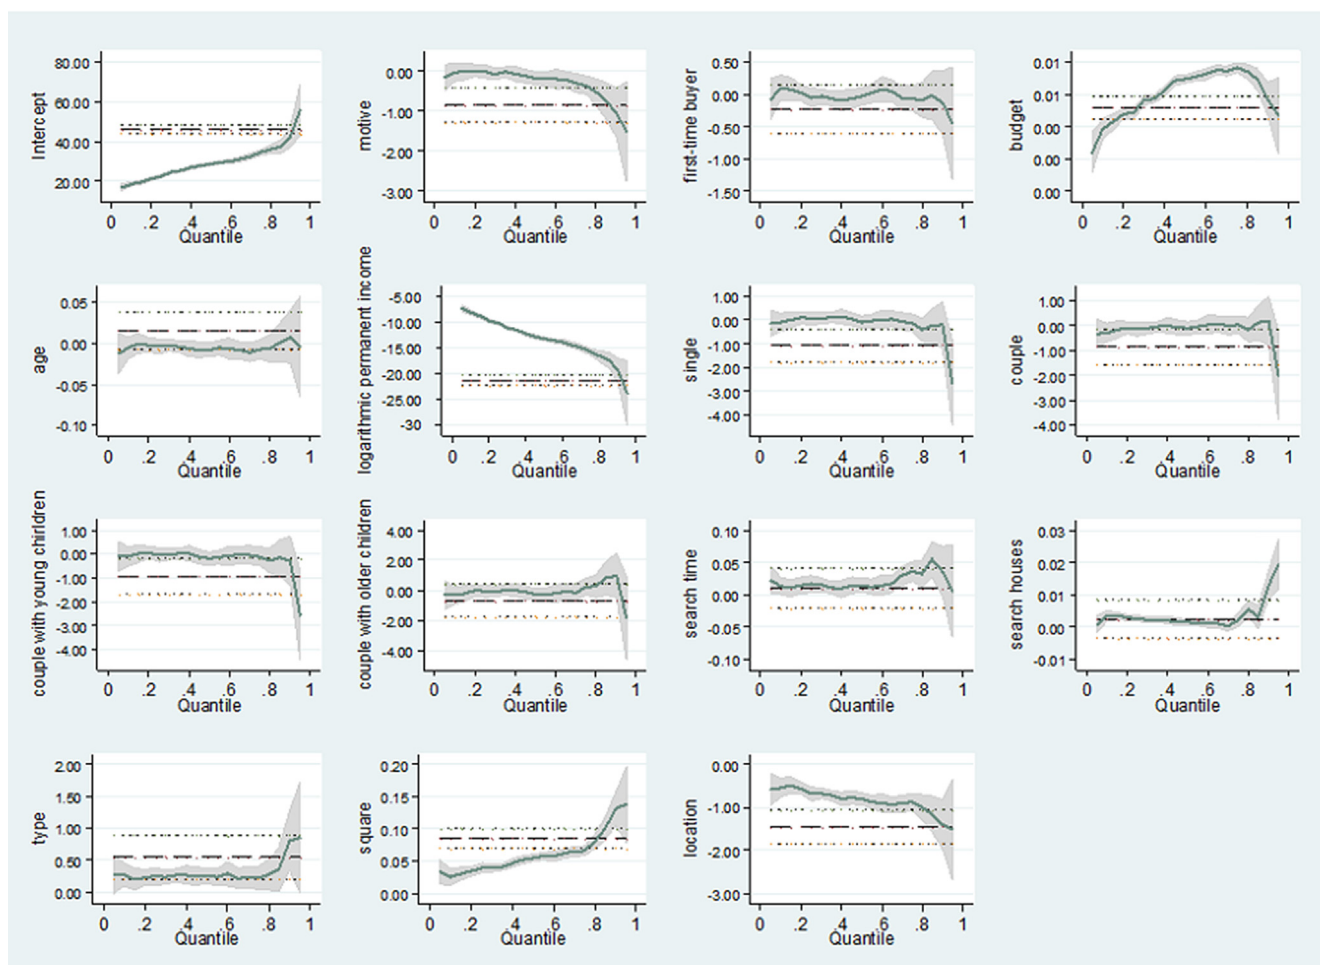 Intercept
80.00
60.00
40.00
20.00
0 .2 .4 .6 .8 1
Quantile
motive
0.00
-1.00
-2.00
-3.00
0 .2 .4 .6 .8 1
Quantile
first-time buyer
0.50
0.00
-0.50
-1.00
-1.50
0 .2 .4 .6 .8 1
Quantile
budget
0.01
0.01
0.00
0.00
0.00
0 .2 .4 .6 .8 1
Quantile
age
0.05
0.00
-0.05
-0.10
0 .2 .4 .6 .8 1
Quantile
logarithmic permanent income
-5.00
-10.00
-15.00
-20.00
-25.00
-30
0 .2 .4 .6 .8 1
Quantile
single
1.00
0.00
-1.00
-2.00
-3.00
-4.00
0 .2 .4 .6 .8 1
Quantile
couple
1.00
0.00
-1.00
-2.00
-3.00
-4.00
0 .2 .4 .6 .8 1
Quantile
couple with young chirldren
1.00
0.00
-1.00
-2.00
-3.00
-4.00
0 .2 .4 .6 .8 1
Quantile
couple with older children
4.00
2.00
0.00
-2.00
-4.00
0 .2 .4 .6 .8 1
Quantile
search time
0.10
0.05
0.00
-0.05
-0.10
0 .2 .4 .6 .8 1
Quantile
search houses
0.03
0.02
0.01
0.00
-0.01
0 .2 .4 .6 .8 1
Quantile
type
2.00
1.50
1.00
0.50
0.00
0 .2 .4 .6 .8 1
Quantile
square
0.20
0.15
0.10
0.05
0.00
0 .2 .4 .6 .8 1
Quantile
location
0.00
-1.00
-2.00
-3.00
0 .2 .4 .6 .8 1
Quantile